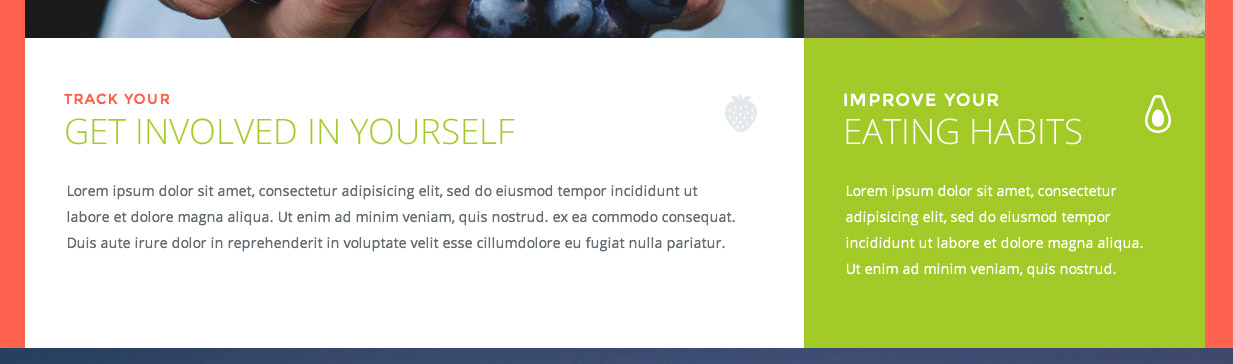 TRACK YOUR
GET INVOLVED IN YOURSELF
Lorem ipsum dolor sit amet, consectetur adipisicing elit, sed do eiusmod tempor incididunt ut
labore et dolore magna aliqua. Ut enim ad minim veniam, quis nostrud. ex ea commodo consequat.
Duis aute irure dolor in reprehenderit in voluptate velit esse cillumdolore eu fugiat nulla pariatur.
IMPROVE YOUR
EATING HABITS
Lorem ipsum dolor sit amet, consectetur
adipisicing elit, sed do eiusmod tempor
incididunt ut labore et dolore magna aliqua.
Ut enim ad minim veniam, quis nostrud.